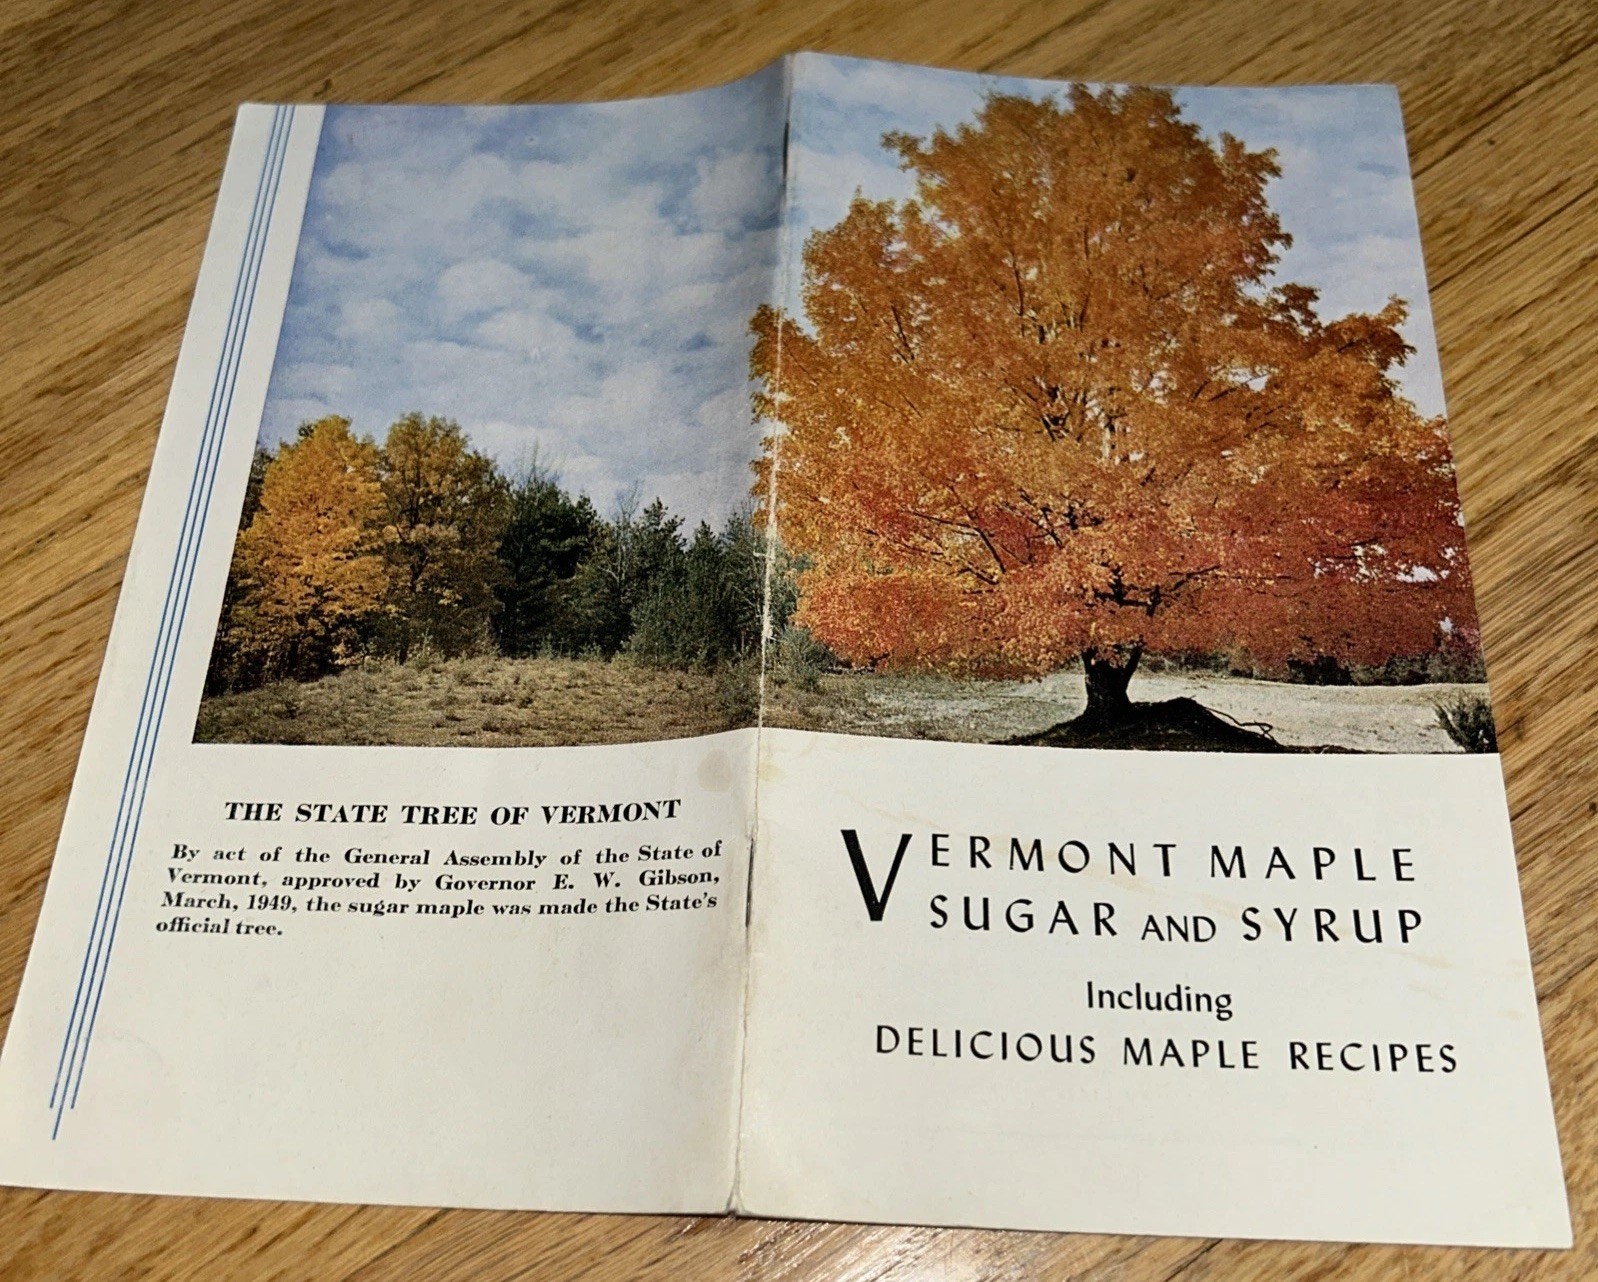 THE STATE TREE OF VERMONT
By act of the General Assembly of the State of
Vermont, approved by Governor E. W. Gibson,
March, 1949, the sugar maple was made the State's
official tree.
VERMONT MAPLE
SUGAR AND SYRUP
Including
DELICIOUS MAPLE RECIPES